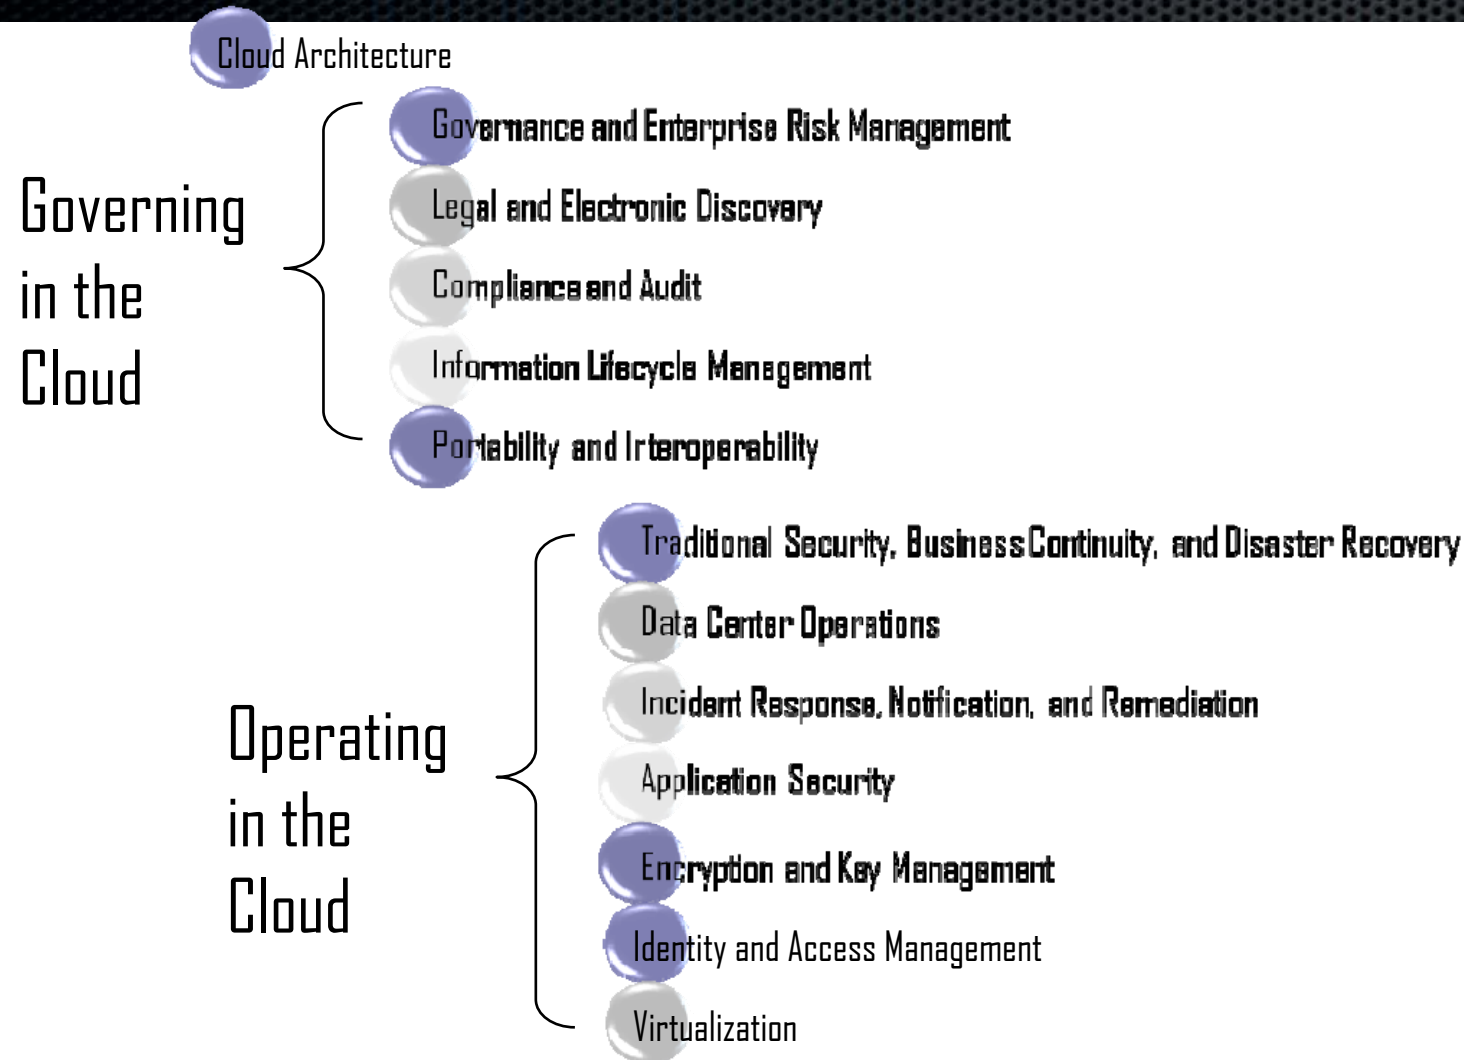 Cloud Architecture
Governing
in the
Cloud
Governance and Enterprise Risk Management
Legal and Electronic Discovery
Compliance and Audit
Information Lifecycle Management
Portability and Interoperability
Operating
in the
Cloud
Traditional Security, Business Continuity, and Disaster Recovery
Data Center Operations
Incident Response, Notification, and Remediation
Application Security
Encryption and Key Management
Identity and Access Management
Virtualization